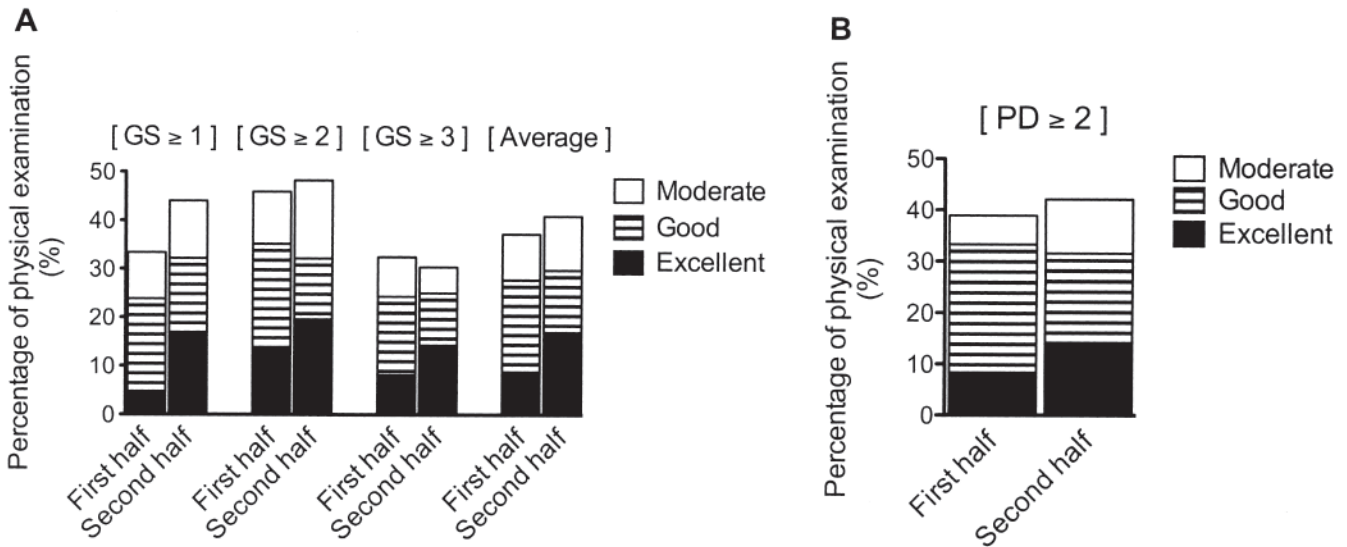 A
Percentage of physical examination
(%)
[ GS ≥ 1 ] [ GS ≥ 2 ] [ GS ≥ 3 ] [ Average ]
50
40
30
20
10
0
First half
Second half
First half
Second half
First half
Second half
First half
Second half
Moderate
Good
Excellent
B
Percentage of physical examination
(%)
[ PD ≥ 2 ]
50
40
30
20
10
0
First half
Second half
Moderate
Good
Excellent